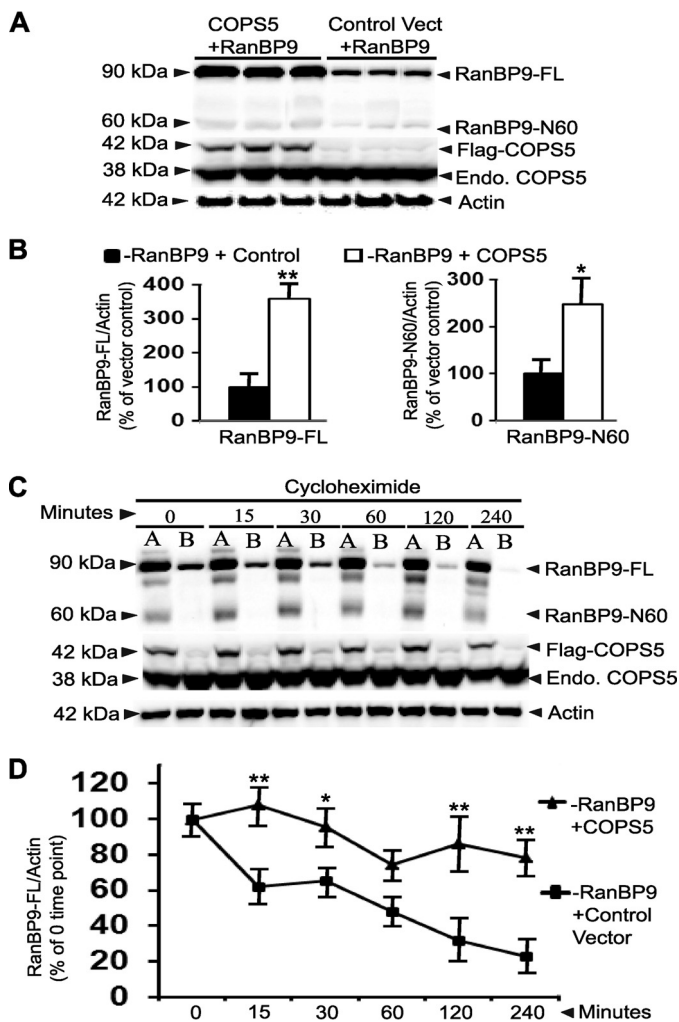 A
COPS5 Control Vect
+RanBP9 +RanBP9
90 kDa RanBP9-FL
60 kDa RanBP9-N60
42 kDa Flag-COPS5
38 kDa Endo. COPS5
42 kDa Actin
B
-RanBP9 + Control -RanBP9 + COPS5
RanBP9-FL/Actin
(% of vector control)
400
300
200
100
0
**
RanBP9-FL
RanBP9-N60/Actin
(% of vector control)
300
200
100
0
*
RanBP9-N60
C
Cycloheximide
Minutes 0 15 30 60 120 240
A B A B A B A B A B A B
90 kDa RanBP9-FL
60 kDa RanBP9-N60
42 kDa Flag-COPS5
38 kDa Endo. COPS5
42 kDa Actin
D
RanBP9-FL/Actin
(% of 0 time point)
120
100
80
60
40
20
0
** * ** **
-RanBP9
+COPS5
-RanBP9
+Control
Vector
0 15 30 60 120 240 Minutes